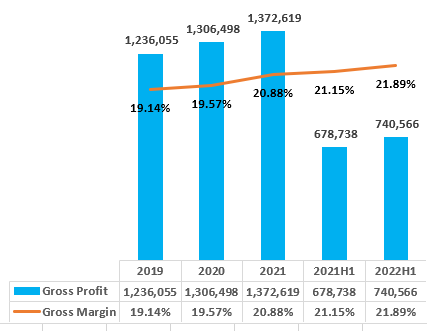 1,236,055 1,306,498 1,372,619
19.14% 19.57% 20.88% 21.15% 21.89%
678,738 740,566
2019 2020 2021 2021H1 2022H1
Gross Profit 1,236,055 1,306,498 1,372,619 678,738 740,566
Gross Margin 19.14% 19.57% 20.88% 21.15% 21.89%